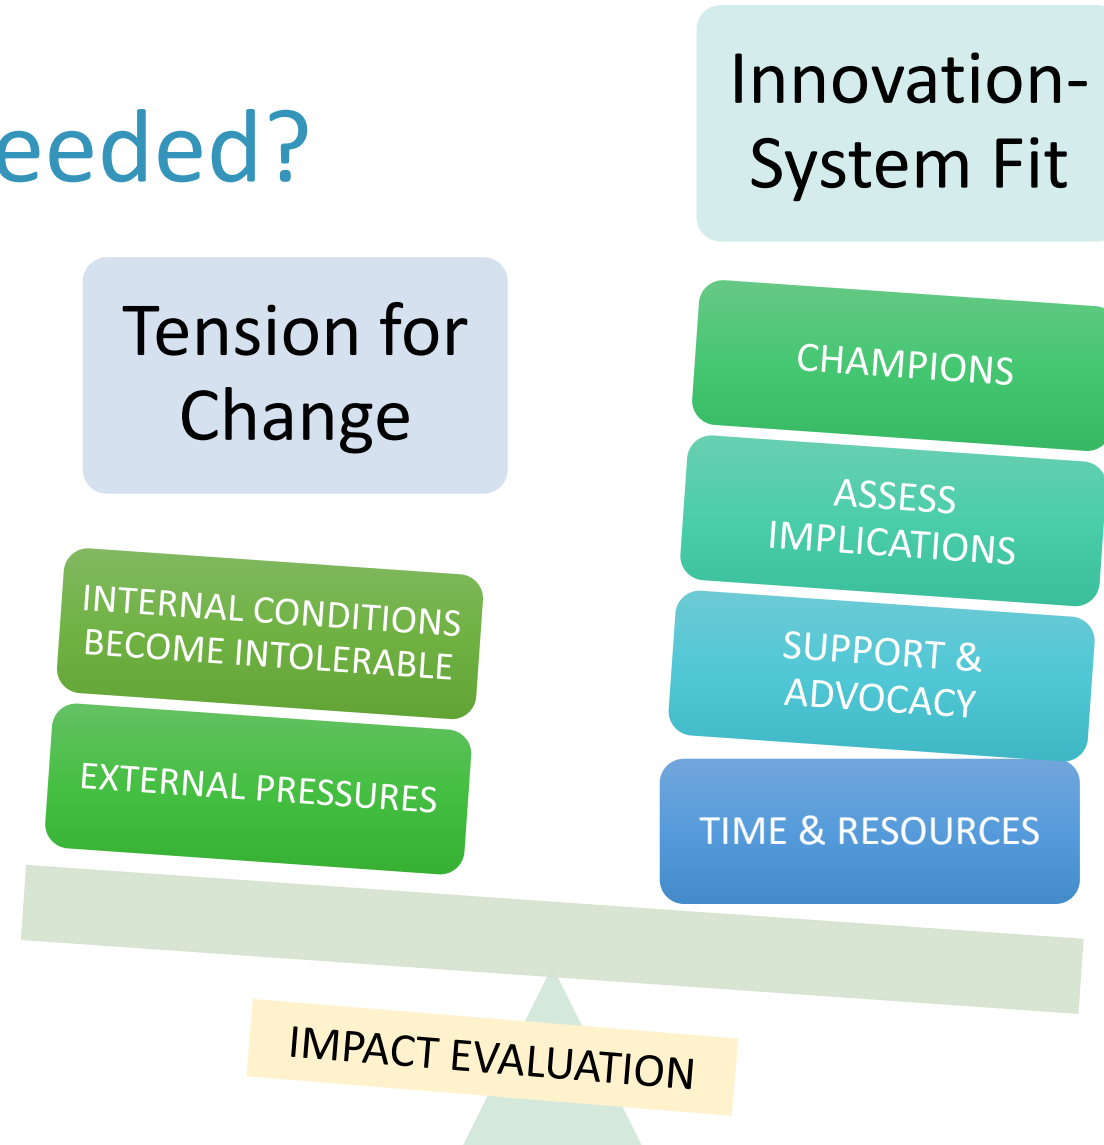 eeded?
Innovation-
System Fit
Tension for
Change
INTERNAL CONDITIONS
BECOME INTOLERABLE
EXTERNAL PRESSURES
CHAMPIONS
ASSESS
IMPLICATIONS
SUPPORT &
ADVOCACY
TIME & RESOURCES
IMPACT EVALUATION